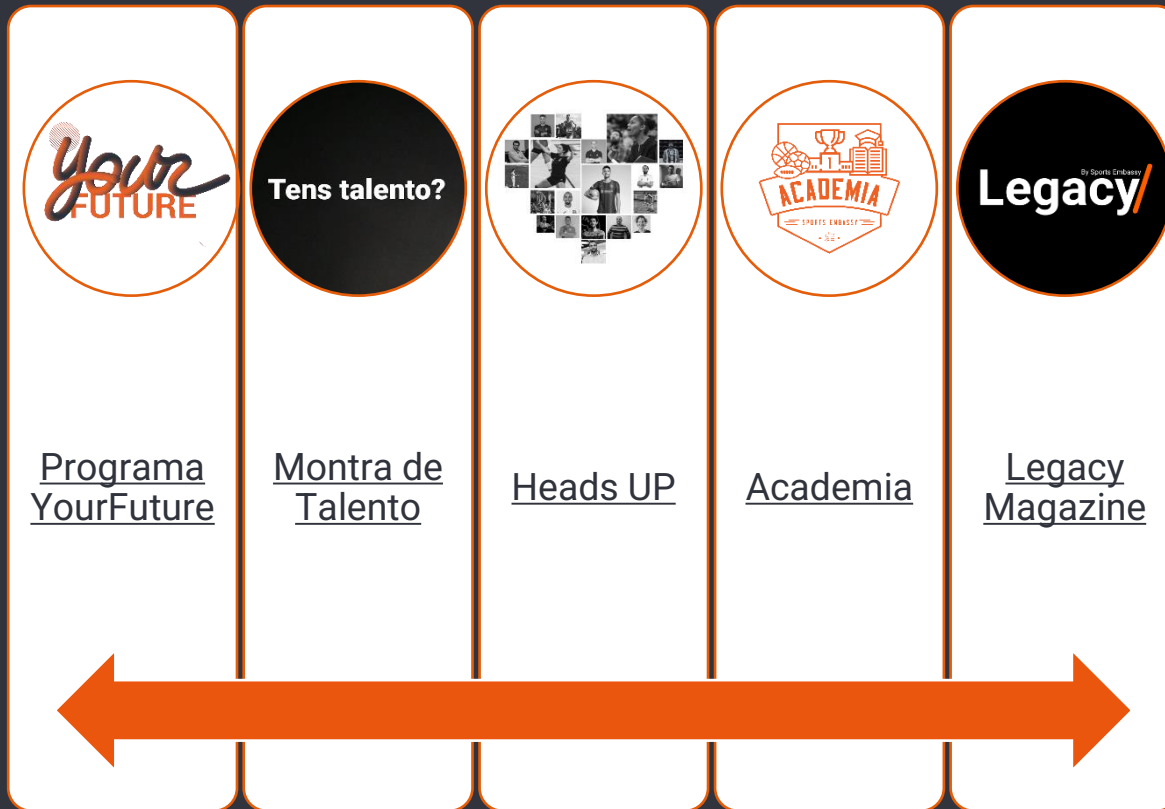 Your
FUTURE
Tens talento?
ACADEMIA
SPORTS EMBASSY
By Sports Embassy
Legacy/
Programa
YourFuture
Montra de
Talento
Heads UP
Academia
Legacy
Magazine